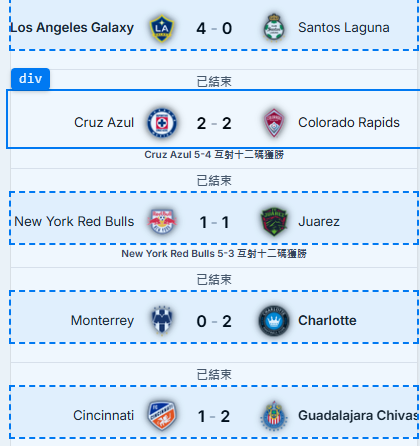 Los Angeles Galaxy 4 - 0 Santos Laguna
已結束
div
Cruz Azul 2 - 2 Colorado Rapids
Cruz Azul 5-4 互射十二碼獲勝
已結束
New York Red Bulls 1 - 1 Juarez
New York Red Bulls 5-3 互射十二碼獲勝
已結束
Monterrey 0 - 2 Charlotte
已結束
Cincinnati 1 - 2 Guadalajara Chivas